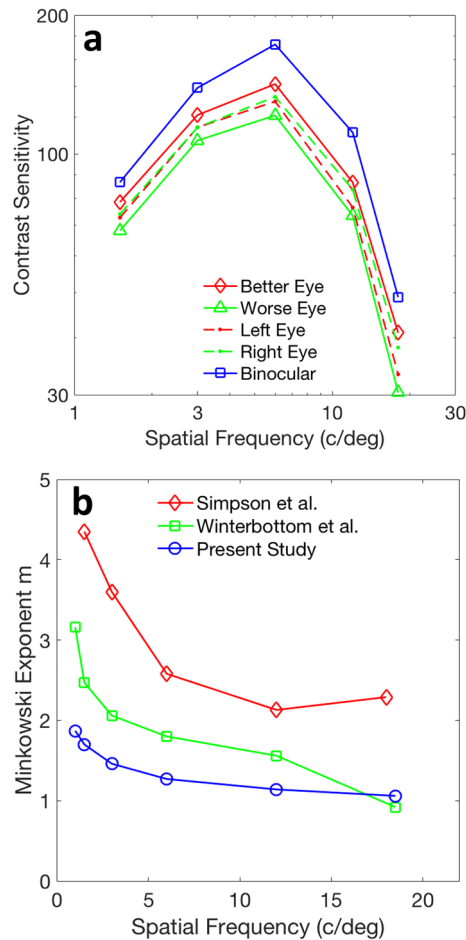 a
200
100
30
Contrast Sensitivity
Better Eye
Worse Eye
Left Eye
Right Eye
Binocular
1 3 10 30
Spatial Frequency (c/deg)
b
5
4
3
2
1
0
Minkowski Exponent m
Simpson et al.
Winterbottom et al.
Present Study
0 5 10 15 20
Spatial Frequency (c/deg)